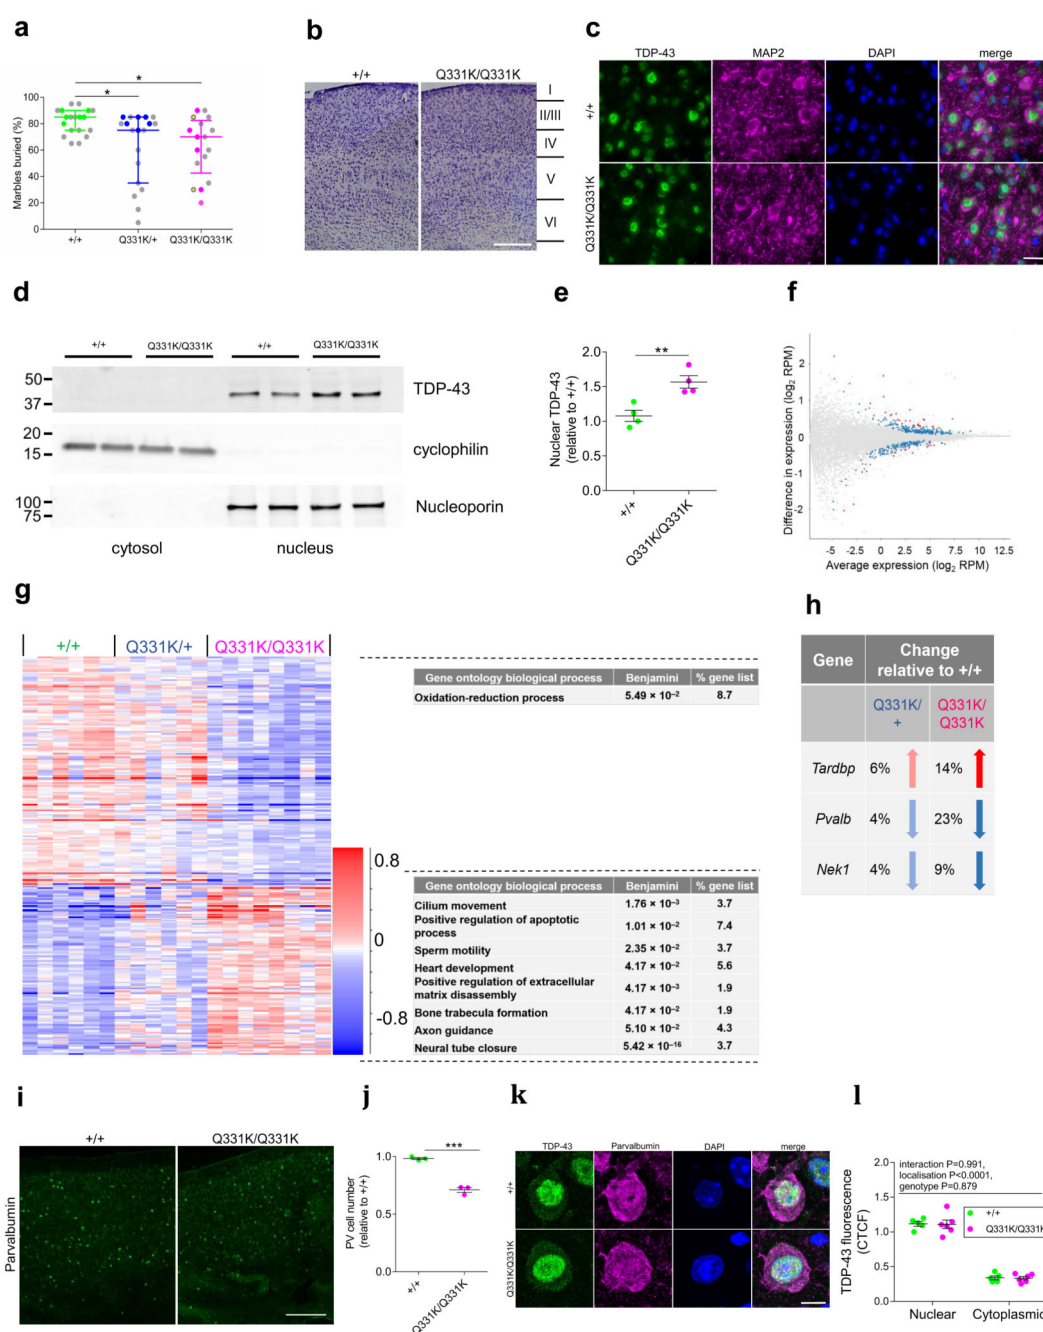 a
*
*
100
80
60
40
20
0
Marbles buried (%)
+/+
Q331K/+
Q331K/Q331K
b
+/+
Q331K/Q331K
I
II/III
IV
V
VI
c
TDP-43
MAP2
DAPI
merge
+/+
Q331K/Q331K
d
+/+
Q331K/Q331K
+/+
Q331K/Q331K
50
37
TDP-43
20
15
cyclophilin
100
75
Nucleoporin
cytosol
nucleus
e
**
2.0
1.5
1.0
0.5
0.0
Nuclear TDP-43
(relative to +/+)
+/+
Q331K/Q331K
f
2
1
0
-1
-2
Difference in expression (log2 RPM)
-5 -2.5 0 2.5 5 7.5 10 12.5
Average expression (log2 RPM)
g
+/+
Q331K/+
Q331K/Q331K
0.8
0
-0.8
Gene ontology biological process Benjamini % gene list
Oxidation-reduction process 5.49 × 10–2 8.7
Gene ontology biological process Benjamini % gene list
Cilium movement 1.76 × 10–3 3.7
Positive regulation of apoptotic
process 1.01 × 10–2 7.4
Sperm motility 2.35 × 10–2 3.7
Heart development 4.17 × 10–2 5.6
Positive regulation of extracellular
matrix disassembly 4.17 × 10–3 1.9
Bone trabecula formation 4.17 × 10–2 1.9
Axon guidance 5.10 × 10–2 4.3
Neural tube closure 5.42 × 10–16 3.7
h
Gene
Change
relative to +/+
Q331K/
+
Q331K/
Q331K
Tardbp 6% 14%
Pvalb 4% 23%
Nek1 4% 9%
i
+/+
Q331K/Q331K
Parvalbumin
j
***
1.0
0.5
0.0
PV cell number
(relative to +/+)
+/+
Q331K/Q331K
k
TDP-43
Parvalbumin
DAPI
merge
+/+
Q331K/Q331K
l
2.0
1.5
1.0
0.5
0.0
TDP-43 fluorescence
(CTCF)
interaction P=0.991,
localisation P<0.0001,
genotype P=0.879
+/+
Q331K/Q331K
Nuclear
Cytoplasmic